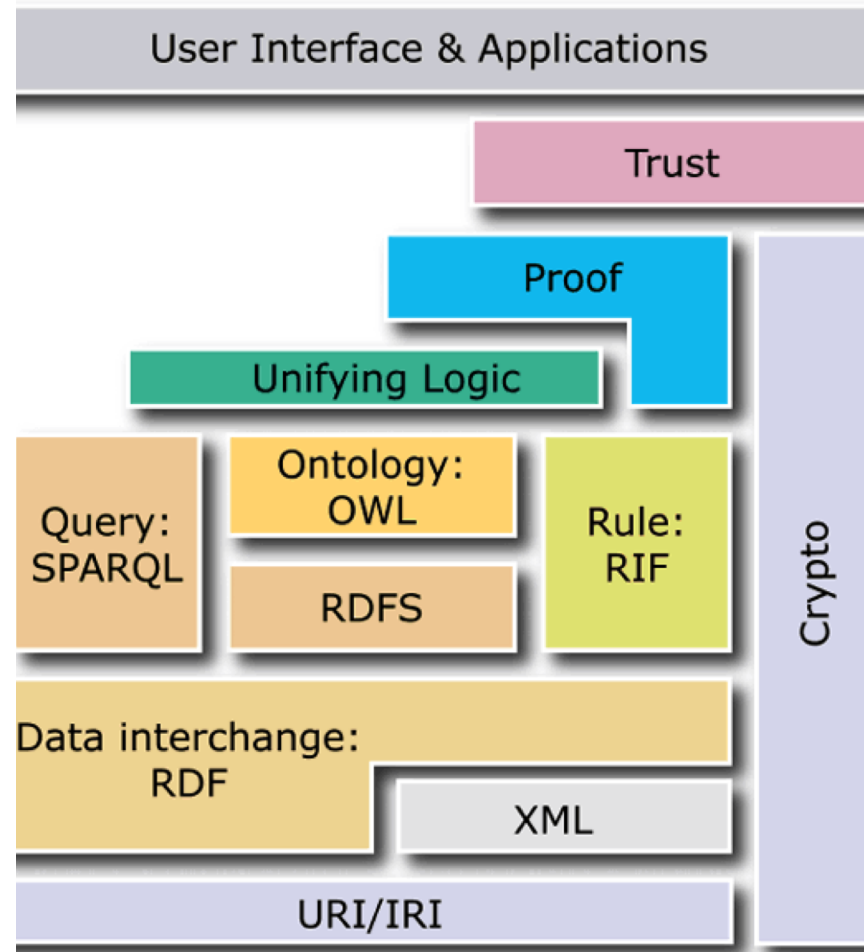 User Interface & Applications
Trust
Proof
Unifying Logic
Ontology:
OWL
Query:
SPARQL
Rule:
RIF
RDFS
Crypto
Data interchange:
RDF
XML
URI/IRI